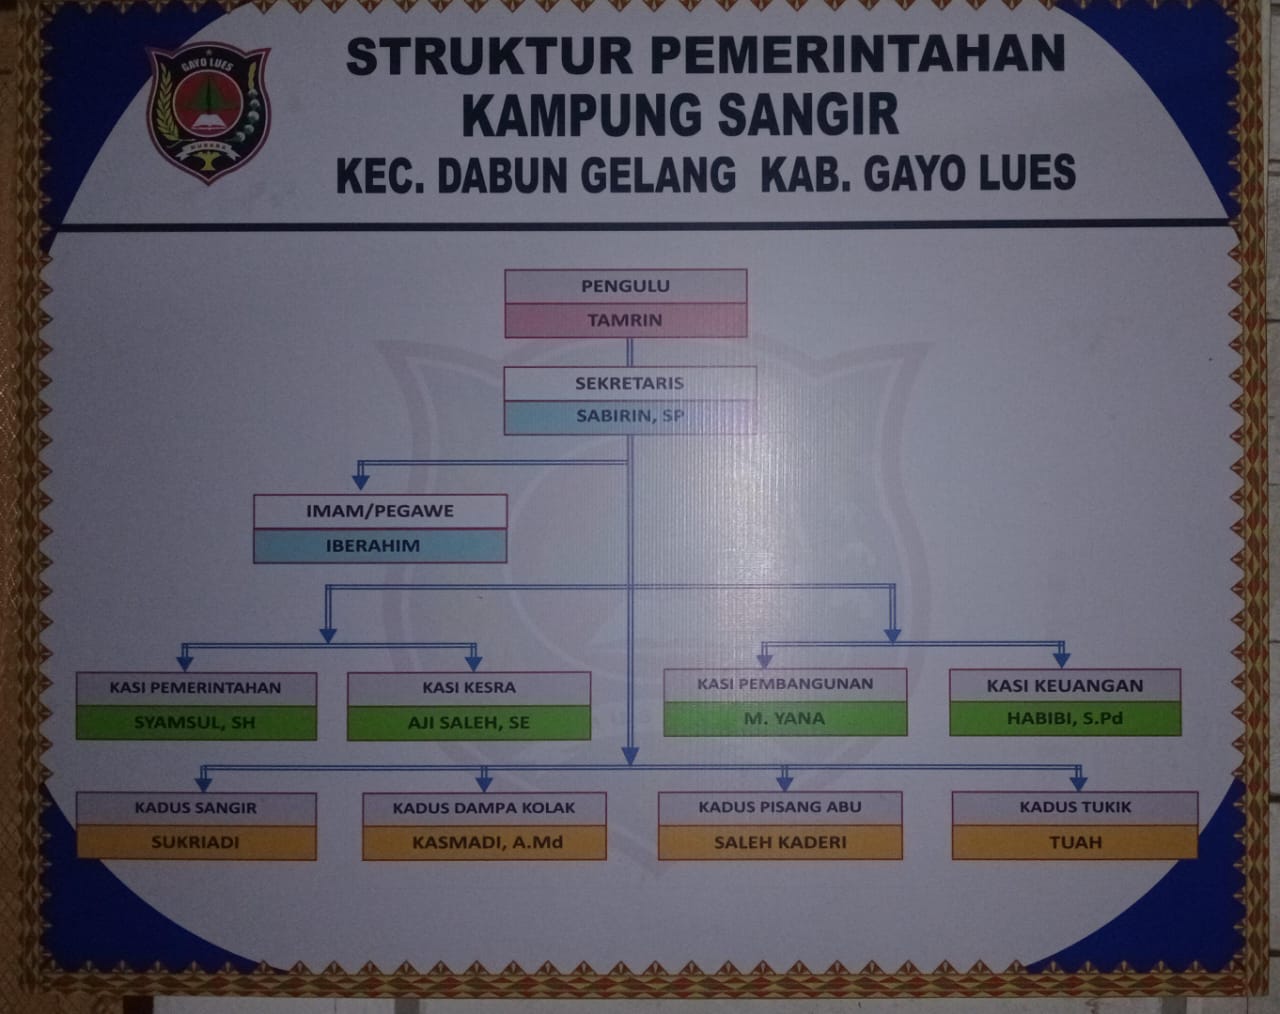 GAYO LUES
MUSARA
STRUKTUR PEMERINTAHAN
KAMPUNG SANGIR
KEC. DABUN GELANG KAB. GAYO LUES
PENGULU
TAMRIN
SEKRETARIS
SABIRIN, SP
IMAM/PEGAWE
IBERAHIM
KASI PEMERINTAHAN
SYAMSUL, SH
KASI KESRA
AJI SALEH, SE
KASI PEMBANGUNAN
M. YANA
KASI KEUANGAN
HABIBI, S.Pd
KADUS SANGIR
SUKRIADI
KADUS DAMPA KOLAK
KASMADI, A.Md
KADUS PISANG ABU
SALEH KADERI
KADUS TUKIK
TUAH